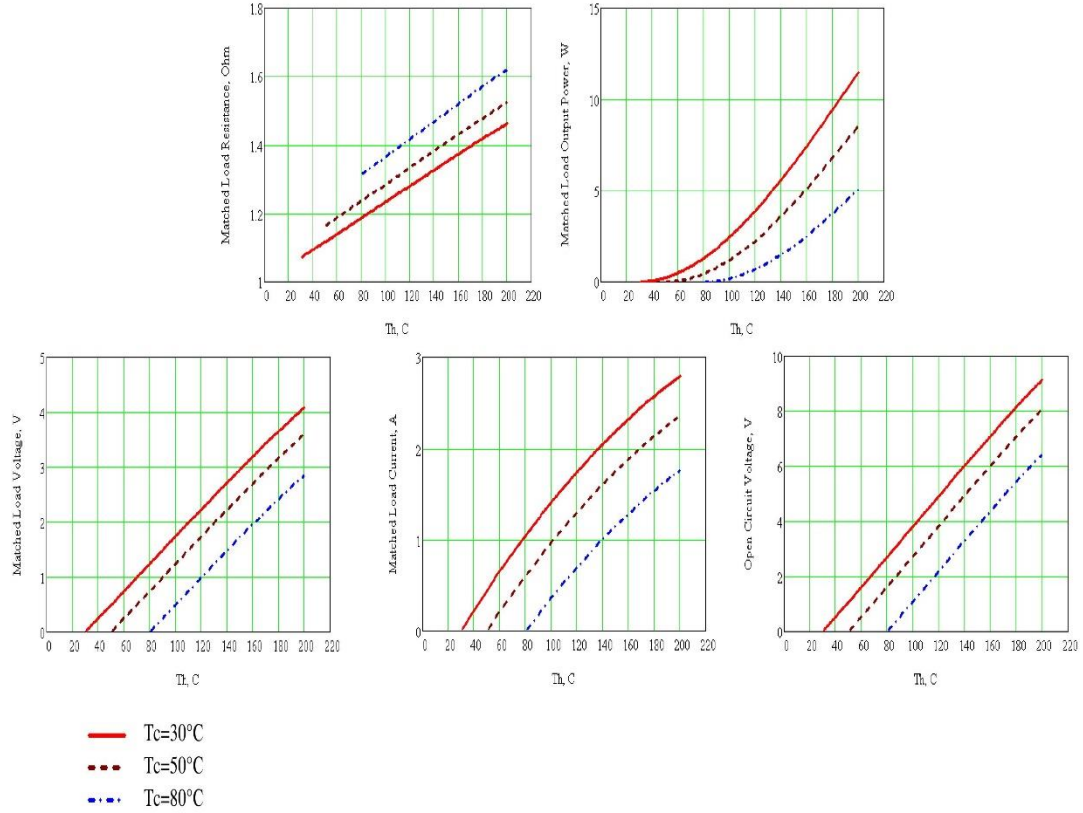 Matched Load Resistance, Ohm
1.8
1.6
1.4
1.2
1
0 20 40 60 80 100 120 140 160 180 200 220
Th, C
Matched Load Output Power, W
15
10
5
0
0 20 40 60 80 100 120 140 160 180 200 220
Th, C
Matched Load Voltage, V
5
4
3
2
1
0
0 20 40 60 80 100 120 140 160 180 200 220
Th, C
Matched Load Current, A
3
2
1
0
0 20 40 60 80 100 120 140 160 180 200 220
Th, C
Open Circuit Voltage, V
10
8
6
4
2
0
0 20 40 60 80 100 120 140 160 180 200 220
Th, C
Tc=30°C
Tc=50°C
Tc=80°C